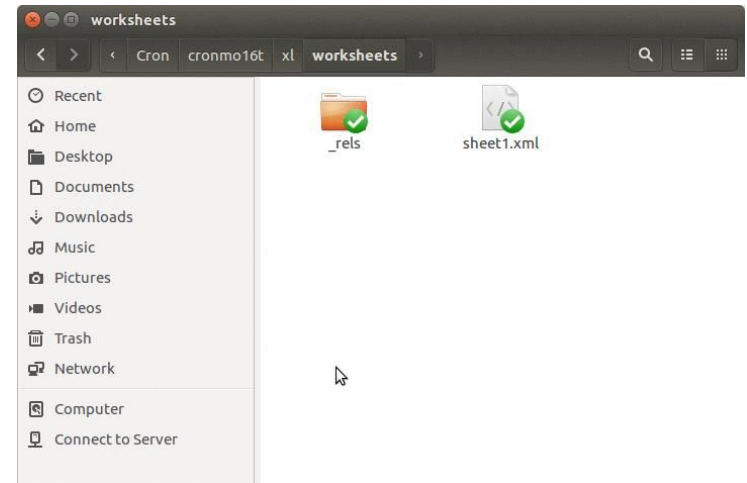 worksheets
Cron cronmo16t xl worksheets
Recent
Home
Desktop
Documents
Downloads
Music
Pictures
Videos
Trash
Network
Computer
Connect to Server
_rels
sheet1.xml